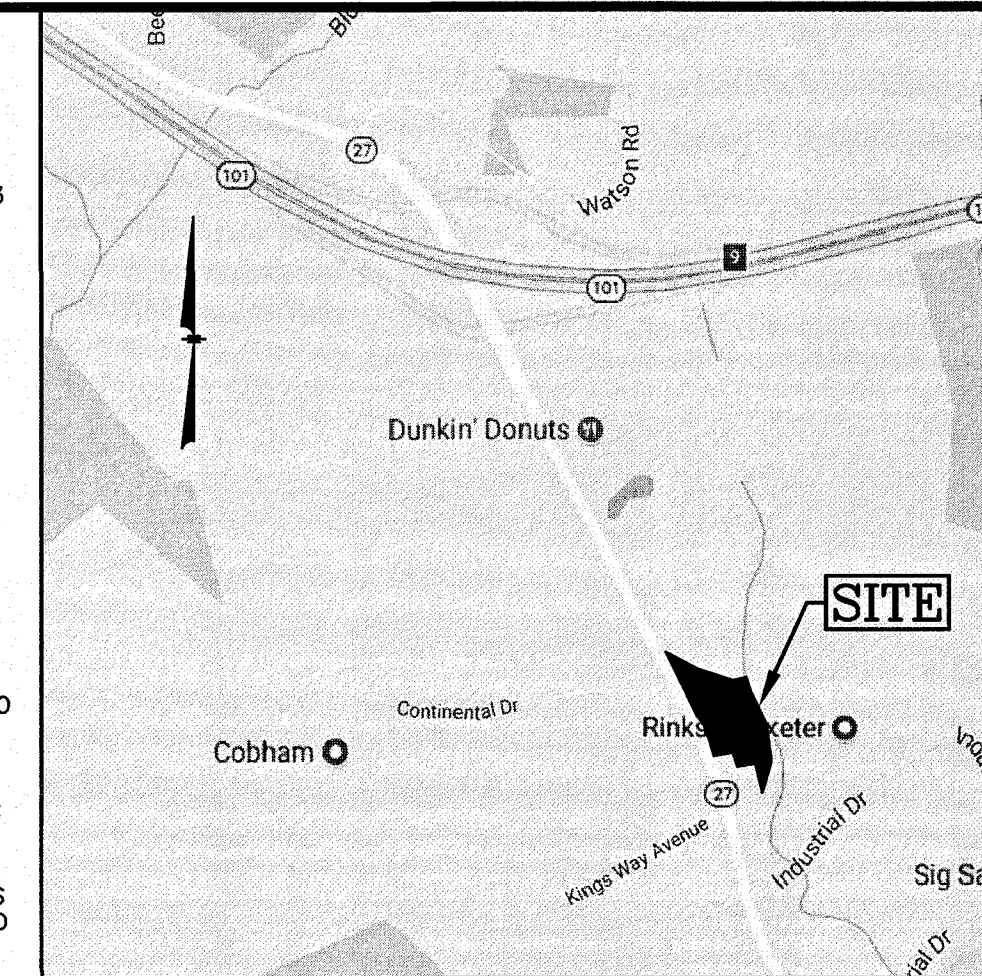 27
Watson Rd
101
9
101
Dunkin' Donuts
SITE
Continental Dr
Cobham
27
Kings Way Avenue
Industrial Dr